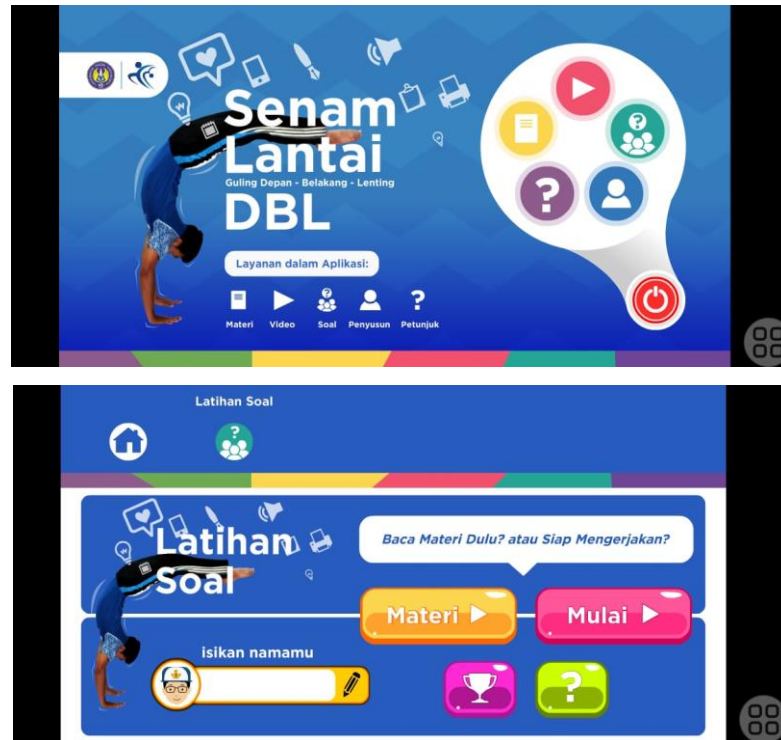 Senam
Lantai
Guling Depan - Belakang - Lenting
DBL
Layanan dalam Aplikasi:
Materi Video Soal Penyusun Petunjuk
Latihan Soal
Latihan
Soal
Baca Materi Dulu? atau Siap Mengerjakan?
Materi Mulai
isikan namamu